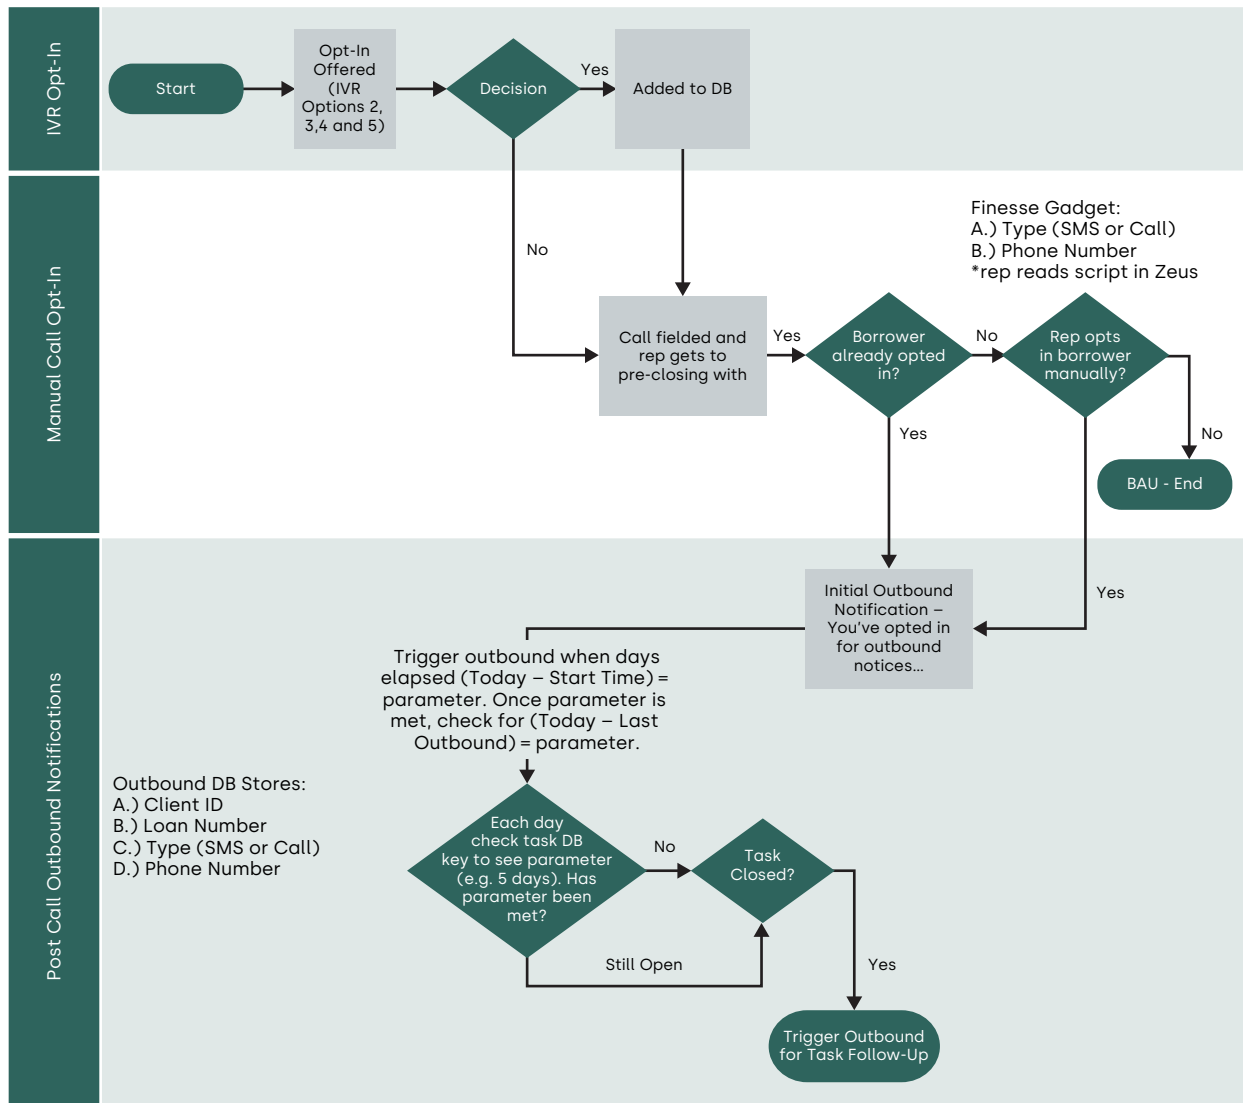 IVR Opt-In
Start
Opt-In
Offered
(IVR
Options 2,
3,4 and 5)
Decision
Yes
Added to DB
No
Manual Call Opt-In
Finesse Gadget:
A.) Type (SMS or Call)
B.) Phone Number
*rep reads script in Zeus
Call fielded and
rep gets to
pre-closing with
Yes
Borrower
already opted
in?
No
Rep opts
in borrower
manually?
Yes
No
BAU - End
Post Call Outbound Notifications
Initial Outbound
Notification –
You've opted in
for outbound
notices...
Yes
Trigger outbound when days
elapsed (Today – Start Time) =
parameter. Once parameter is
met, check for (Today – Last
Outbound) = parameter.
Outbound DB Stores:
A.) Client ID
B.) Loan Number
C.) Type (SMS or Call)
D.) Phone Number
Each day
check task DB
key to see parameter
(e.g. 5 days). Has
parameter been
met?
No
Task
Closed?
Still Open
Yes
Trigger Outbound
for Task Follow-Up